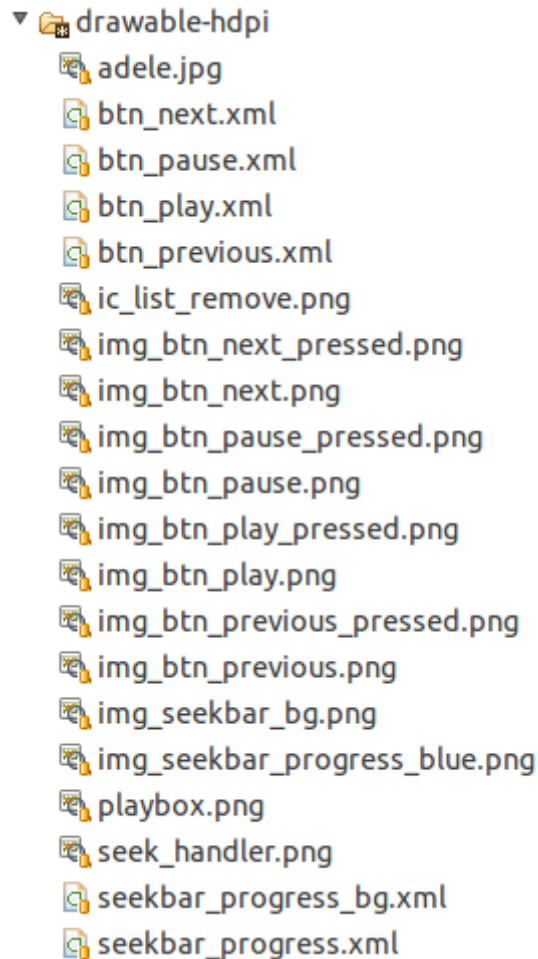 drawable-hdpi
adele.jpg
btn_next.xml
btn_pause.xml
btn_play.xml
btn_previous.xml
ic_list_remove.png
img_btn_next_pressed.png
img_btn_next.png
img_btn_pause_pressed.png
img_btn_pause.png
img_btn_play_pressed.png
img_btn_play.png
img_btn_previous_pressed.png
img_btn_previous.png
img_seekbar_bg.png
img_seekbar_progress_blue.png
playbox.png
seek_handler.png
seekbar_progress_bg.xml
seekbar_progress.xml